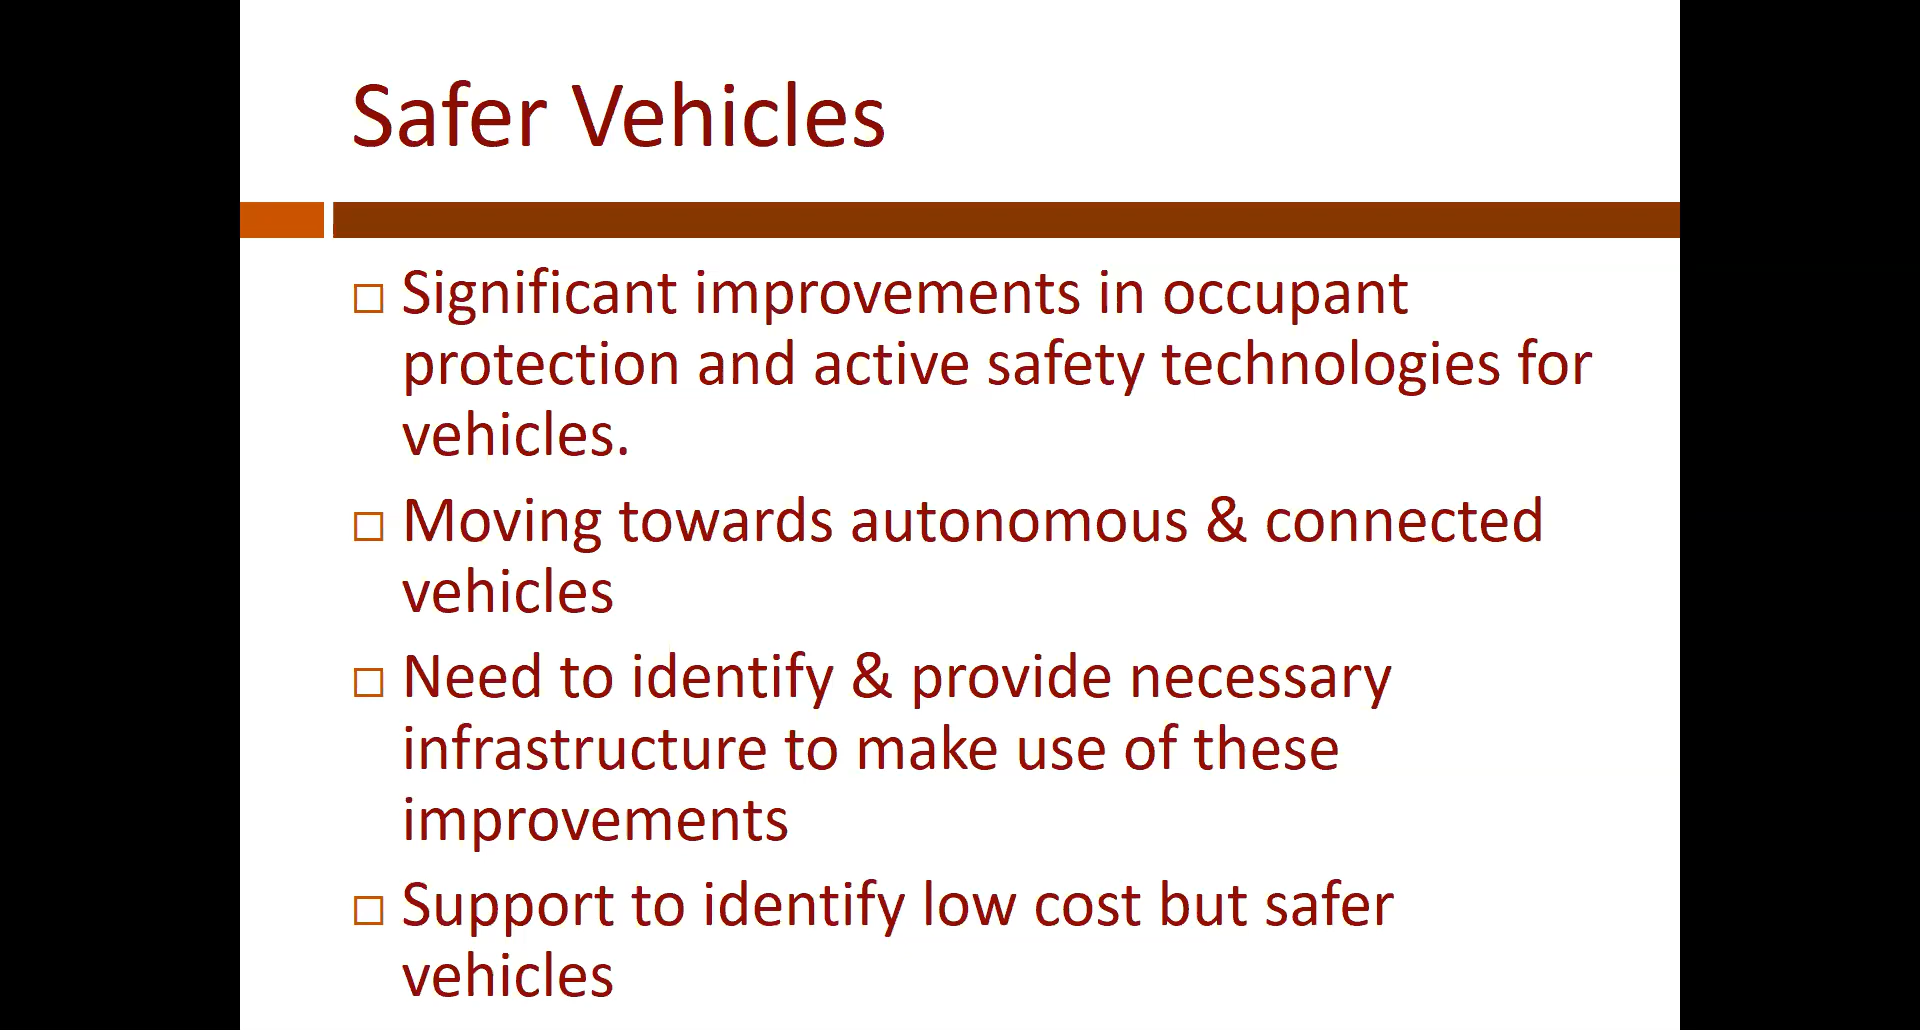 Safer Vehicles
Significant improvements in occupant
protection and active safety technologies for
vehicles.
Moving towards autonomous & connected
vehicles
Need to identify & provide necessary
infrastructure to make use of these
improvements
Support to identify low cost but safer
vehicles